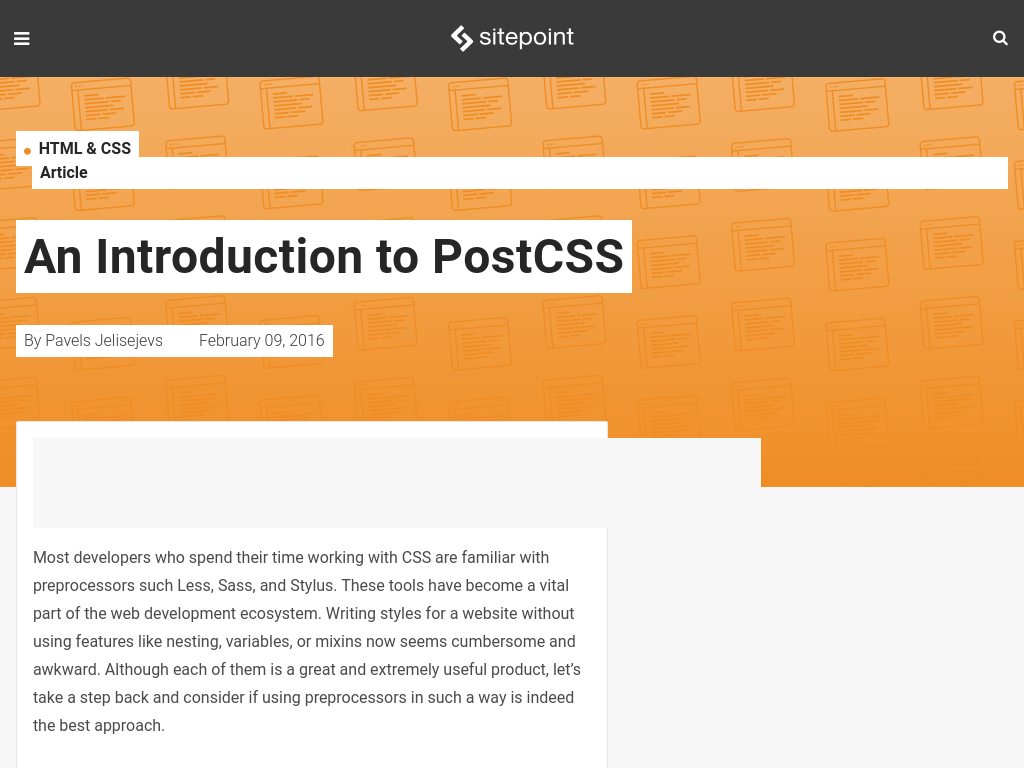 sitepoint
HTML & CSS
Article
An Introduction to PostCSS
By Pavels Jelisejevs February 09, 2016
Most developers who spend their time working with CSS are familiar with
preprocessors such Less, Sass, and Stylus. These tools have become a vital
part of the web development ecosystem. Writing styles for a website without
using features like nesting, variables, or mixins now seems cumbersome and
awkward. Although each of them is a great and extremely useful product, let’s
take a step back and consider if using preprocessors in such a way is indeed
the best approach.